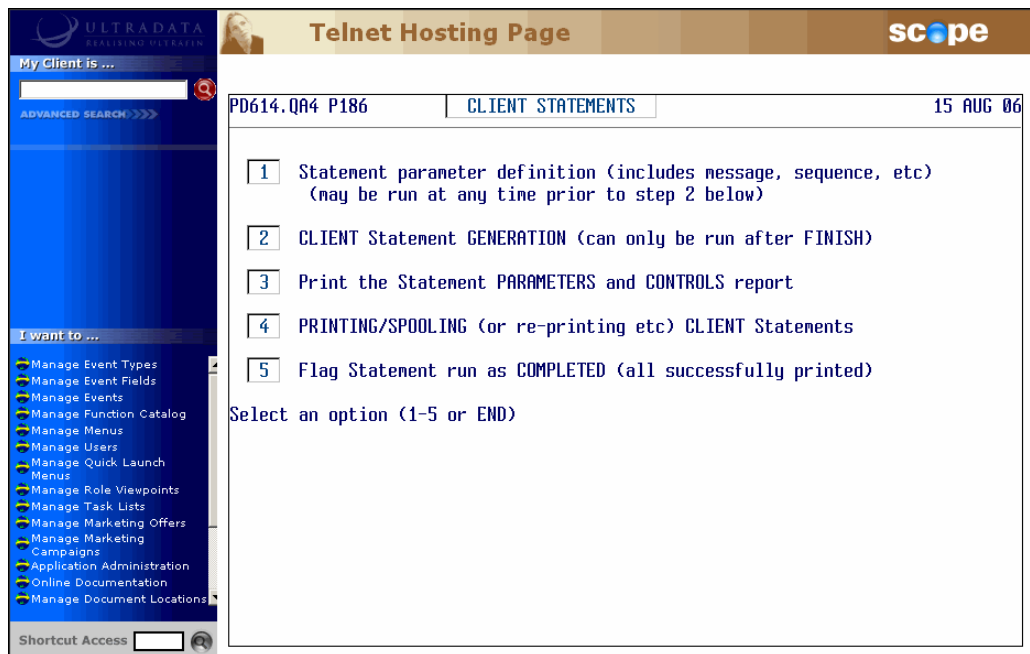 ULTRADATA
REALISING ULTRAFIN
Telnet Hosting Page
scope
My Client is ...
ADVANCED SEARCH
PD614.QA4 P186
CLIENT STATEMENTS
15 AUG 06
1 Statement parameter definition (includes message, sequence, etc)
(may be run at any time prior to step 2 below)
2 CLIENT Statement GENERATION (can only be run after FINISH)
3 Print the Statement PARAMETERS and CONTROLS report
4 PRINTING/SPOOLING (or re-printing etc) CLIENT Statements
5 Flag Statement run as COMPLETED (all successfully printed)
Select an option (1-5 or END)
I want to ...
Manage Event Types
Manage Event Fields
Manage Events
Manage Function Catalog
Manage Menus
Manage Users
Manage Quick Launch
Menus
Manage Role Viewpoints
Manage Task Lists
Manage Marketing Offers
Manage Marketing
Campaigns
Application Administration
Online Documentation
Manage Document Locations
Shortcut Access